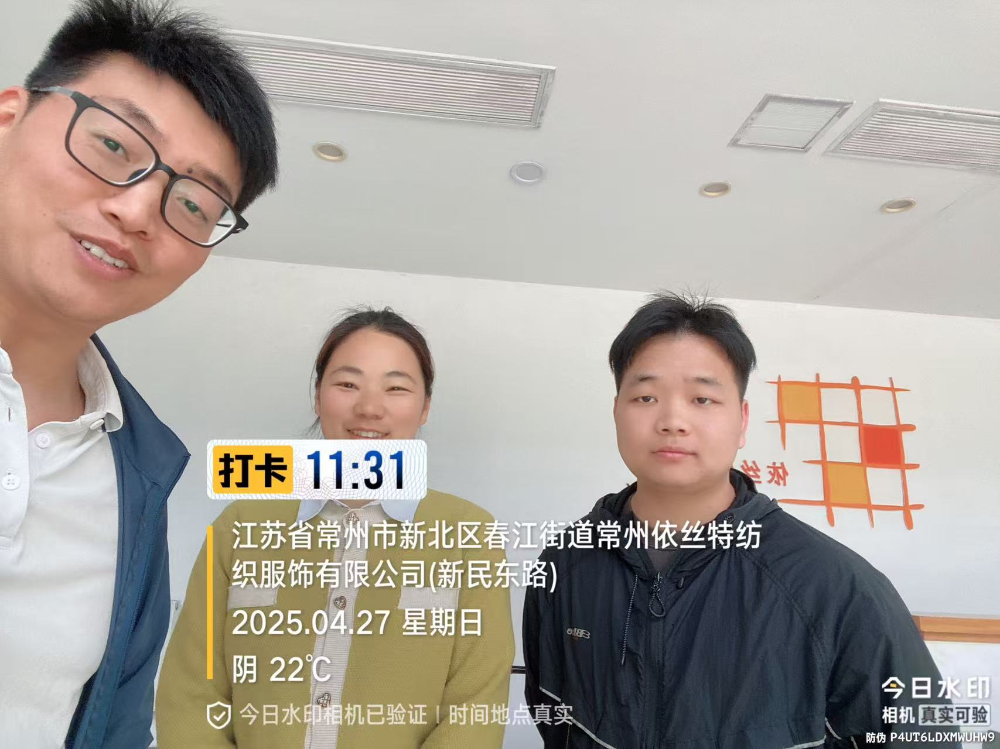 打卡 11:31
江苏省常州市新北区春江街道常州依丝特纺
织服饰有限公司(新民东路)
2025.04.27 星期日
阴 22℃
今日水印相机已验证 | 时间地点真实
依丝
今日水印
相机 真实可验
防伪 P4UT6LDXMWUHW9